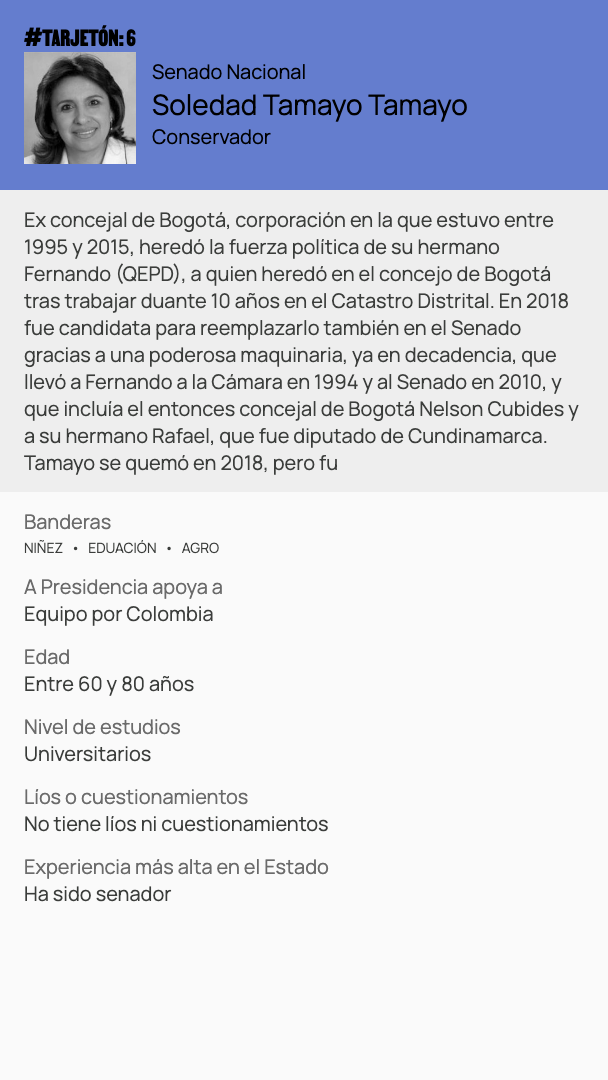 #TARJETÓN: 6
Senado Nacional
Soledad Tamayo Tamayo
Conservador
Ex concejal de Bogotá, corporación en la que estuvo entre
1995 y 2015, heredó la fuerza política de su hermano
Fernando (QEPD), a quien heredó en el concejo de Bogotá
tras trabajar duante 10 años en el Catastro Distrital. En 2018
fue candidata para reemplazarlo también en el Senado
gracias a una poderosa maquinaria, ya en decadencia, que
llevó a Fernando a la Cámara en 1994 y al Senado en 2010, y
que incluía el entonces concejal de Bogotá Nelson Cubides y
a su hermano Rafael, que fue diputado de Cundinamarca.
Tamayo se quemó en 2018, pero fu
Banderas
NIÑEZ • EDUACIÓN • AGRO
A Presidencia apoya a
Equipo por Colombia
Edad
Entre 60 y 80 años
Nivel de estudios
Universitarios
Líos o cuestionamientos
No tiene líos ni cuestionamientos
Experiencia más alta en el Estado
Ha sido senador